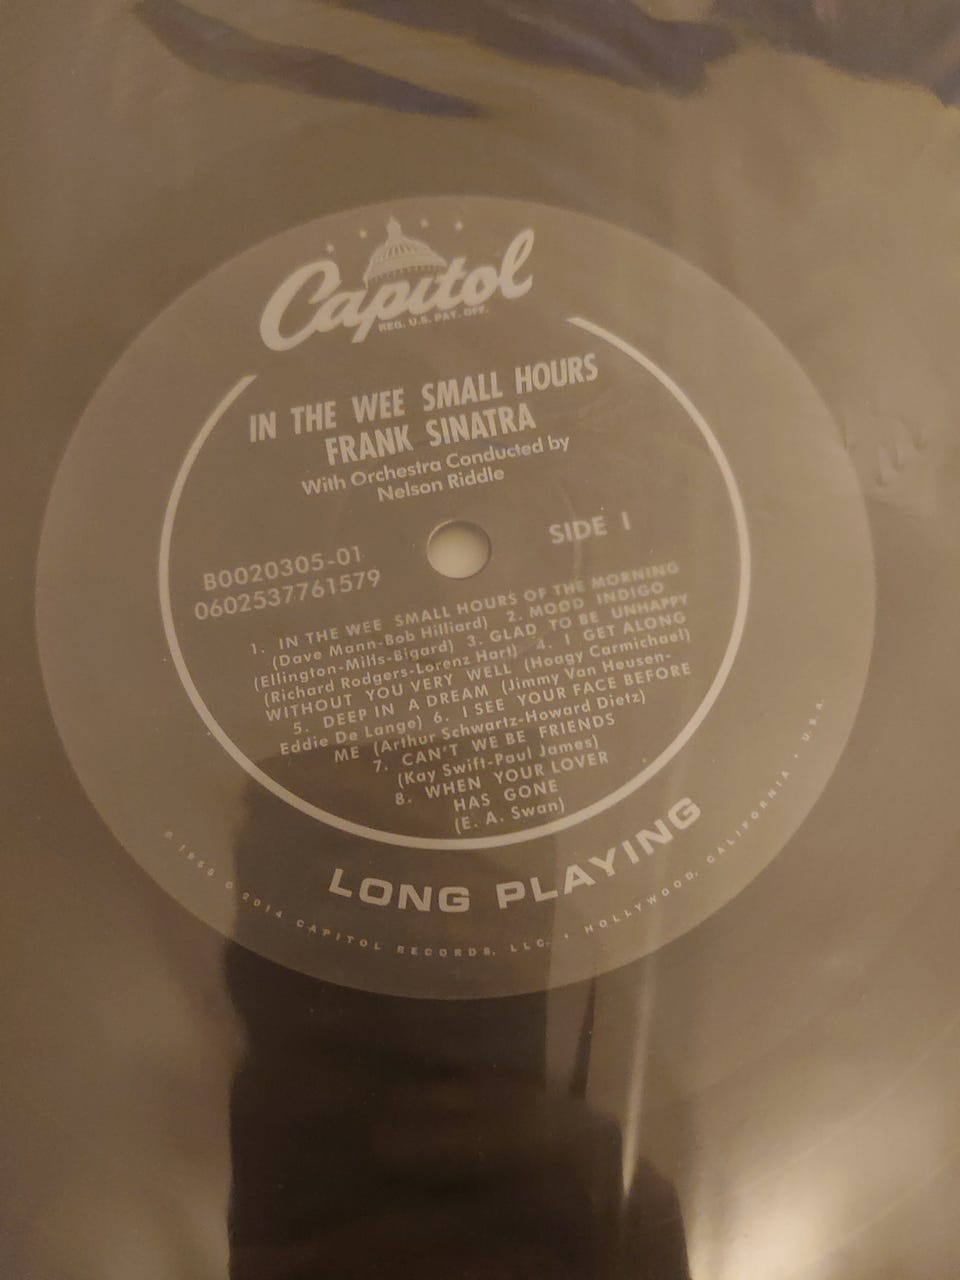 Capitol
REG. U.S. PAT. OFF.
IN THE WEE SMALL HOURS
FRANK SINATRA
With Orchestra Conducted by
Nelson Riddle
SIDE 1
B0020305-01
0602537761579
1. IN THE WEE SMALL HOURS OF THE MORNING
(Dave Mann-Bob Hilliard) 2. MOOD INDIGO
(Ellington-Mills-Bigard) 3. GLAD TO BE UNHAPPY
(Richard Rodgers-Lorenz Hart) 4. I GET ALONG
WITHOUT YOU VERY WELL (Hoagy Carmichael)
5. DEEP IN A DREAM (Jimmy Van Heusen-
Eddie De Lange) 6. I SEE YOUR FACE BEFORE
ME (Arthur Schwartz-Howard Dietz)
7. CAN'T WE BE FRIENDS
(Kay Swift-Paul James)
8. WHEN YOUR LOVER
HAS GONE
(E. A. Swan)
LONG PLAYING
℗ 1955 © 2014 CAPITOL RECORDS, LLC. • HOLLYWOOD, CALIFORNIA • U.S.A.